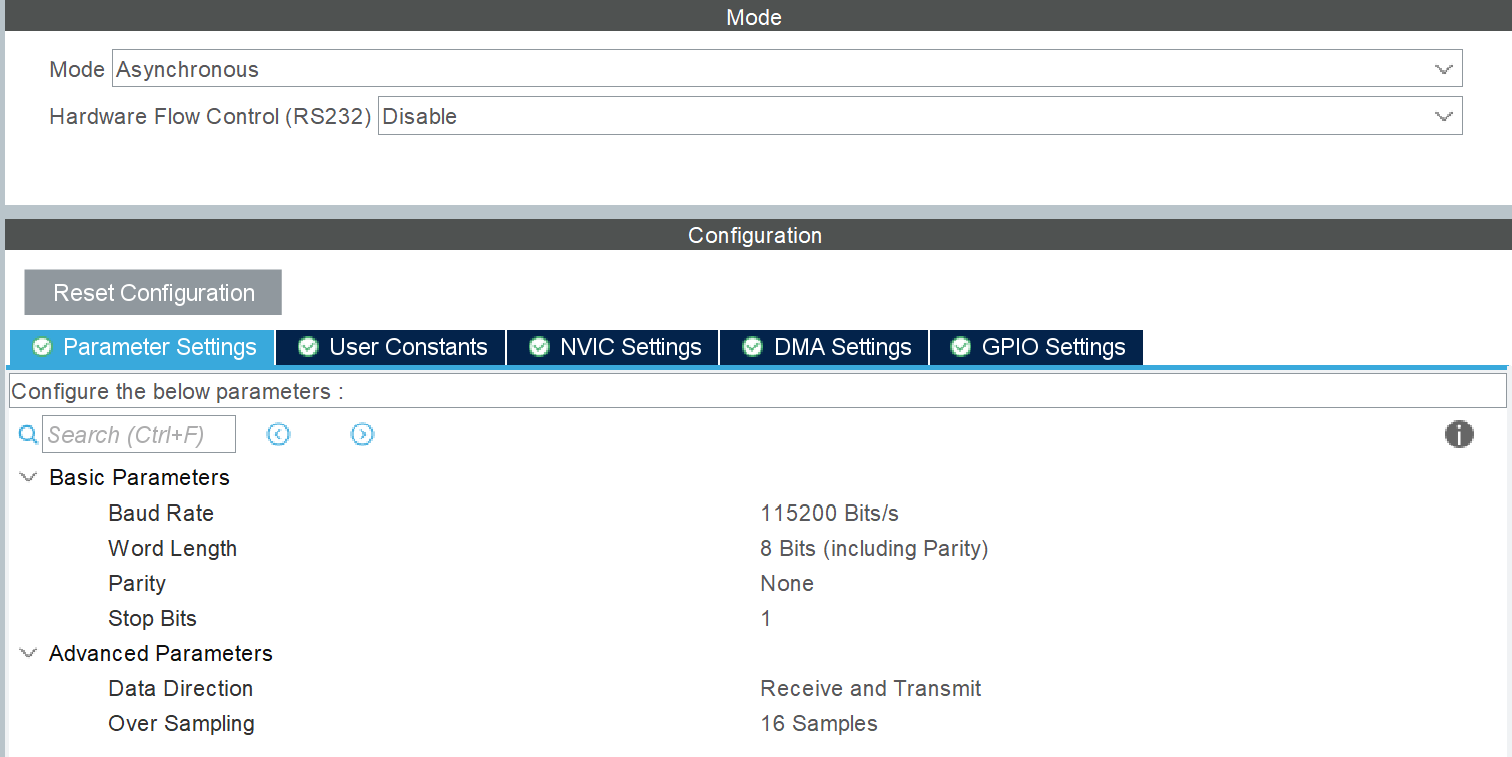 Mode
Mode Asynchronous
Hardware Flow Control (RS232) Disable
Configuration
Reset Configuration
Parameter Settings User Constants NVIC Settings DMA Settings GPIO Settings
Configure the below parameters :
Search (Ctrl+F)
Basic Parameters
Baud Rate 115200 Bits/s
Word Length 8 Bits (including Parity)
Parity None
Stop Bits 1
Advanced Parameters
Data Direction Receive and Transmit
Over Sampling 16 Samples